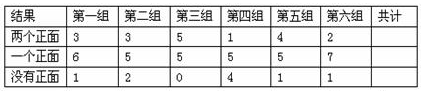 结果 第一组 第二组 第三组 第四组 第五组 第六组 共计
两个正面 3 3 5 1 4 2
一个正面 6 5 5 5 5 7
没有正面 1 2 0 4 1 1